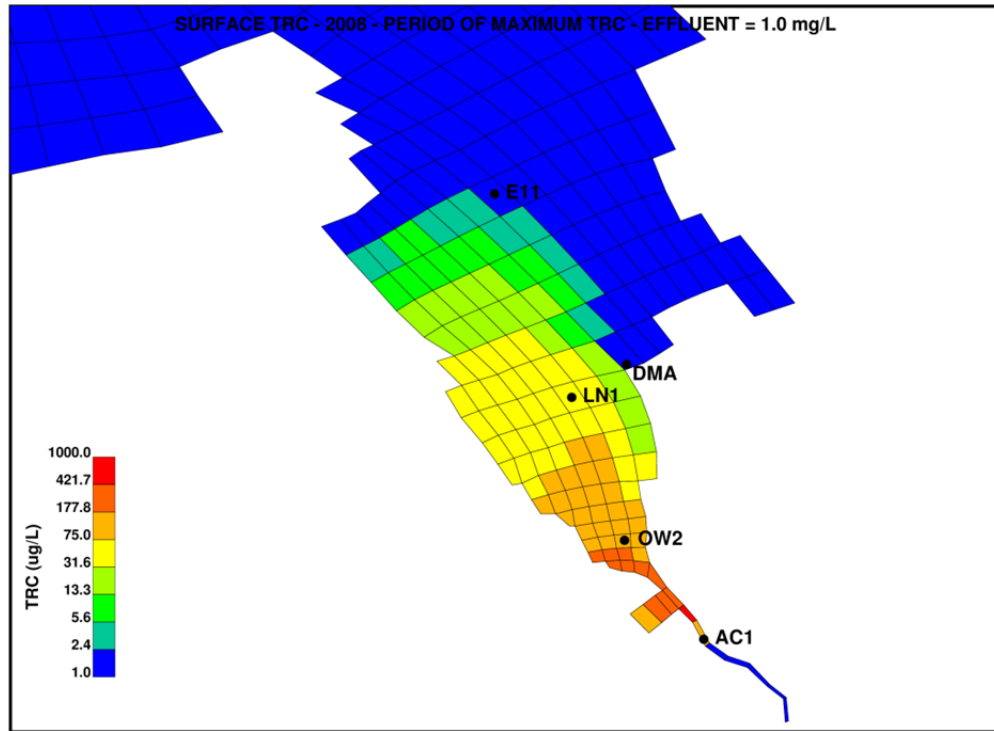 SURFACE TRC - 2008 - PERIOD OF MAXIMUM TRC - EFFLUENT = 1.0 mg/L
E11
DMA
LN1
OW2
AC1
TRC (ug/L)
1000.0
421.7
177.8
75.0
31.6
13.3
5.6
2.4
1.0